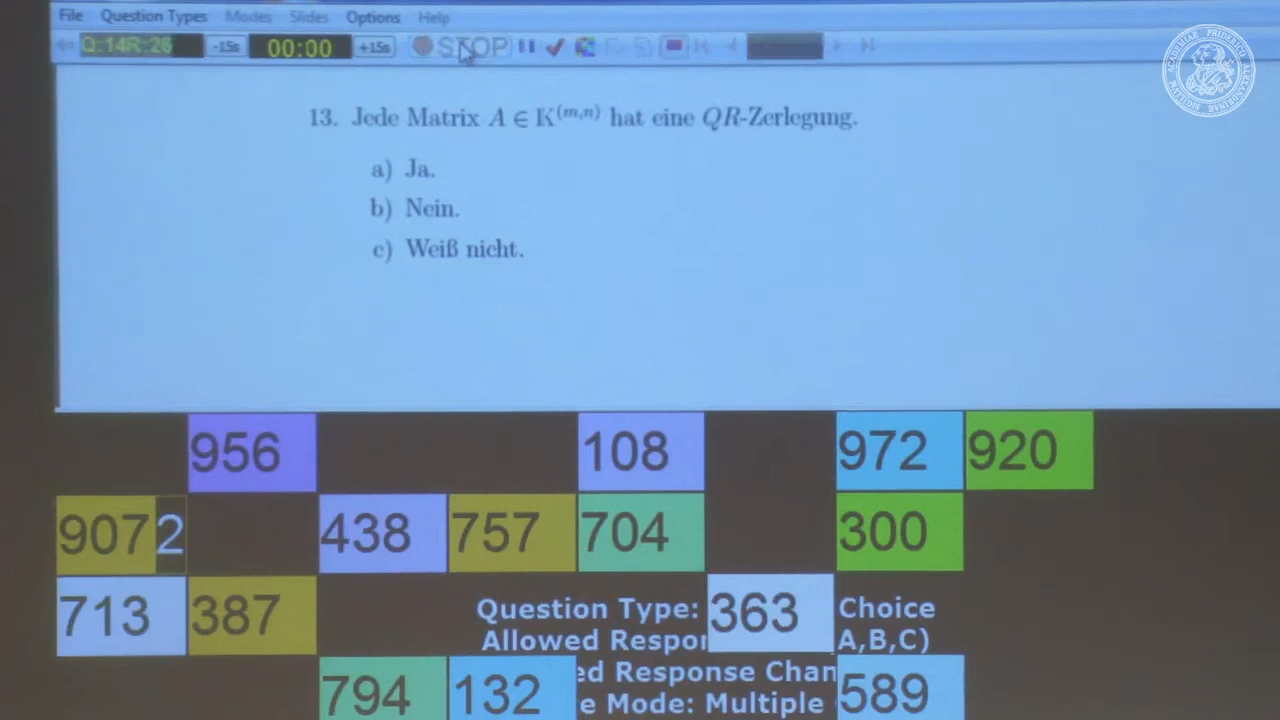 File Question Types Modes Slides Options Help
Q:14R:26 -15s 00:00 +15s STOP
13. Jede Matrix A ∈ K^(m,n) hat eine QR-Zerlegung.
a) Ja.
b) Nein.
c) Weiß nicht.
956 108 972 920
907 2 438 757 704 300
713 387 Question Type: 363 Choice
Allowed Respo A,B,C)
ed Response Chan
794 132 e Mode: Multiple 589